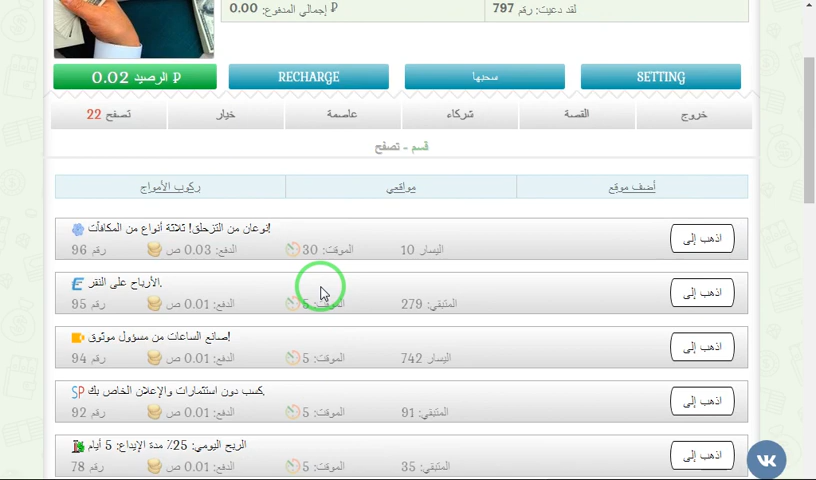 لقد دعيت: رقم 797
إجمالي المدفوع: 0.00 ₽
SETTING
سحبها
RECHARGE
الرصيد 0.02 ₽
خروج
القصة
شركاء
عاصمة
خيار
تصفح 22
قسم - تصفح
أضف موقع
مواقعي
ركوب الأمواج
نوعان من التزحلق! ثلاثة أنواع من المكافآت!
اذهب إلى
اليسار 10 الموقت: 30 الدفع: 0.03 ص رقم 96
الأرباح على النقر.
اذهب إلى
المتبقي: 279 الموقت: 5 الدفع: 0.01 ص رقم 95
صانع الساعات من مسؤول موثوق!
اذهب إلى
اليسار 742 الموقت: 5 الدفع: 0.01 ص رقم 94
كسب دون استثمارات والإعلان الخاص بك.
اذهب إلى
المتبقي: 91 الموقت: 5 الدفع: 0.01 ص رقم 92
الربح اليومي: 25٪ مدة الإيداع: 5 أيام
اذهب إلى
المتبقي: 35 الموقت: 5 الدفع: 0.01 ص رقم 78